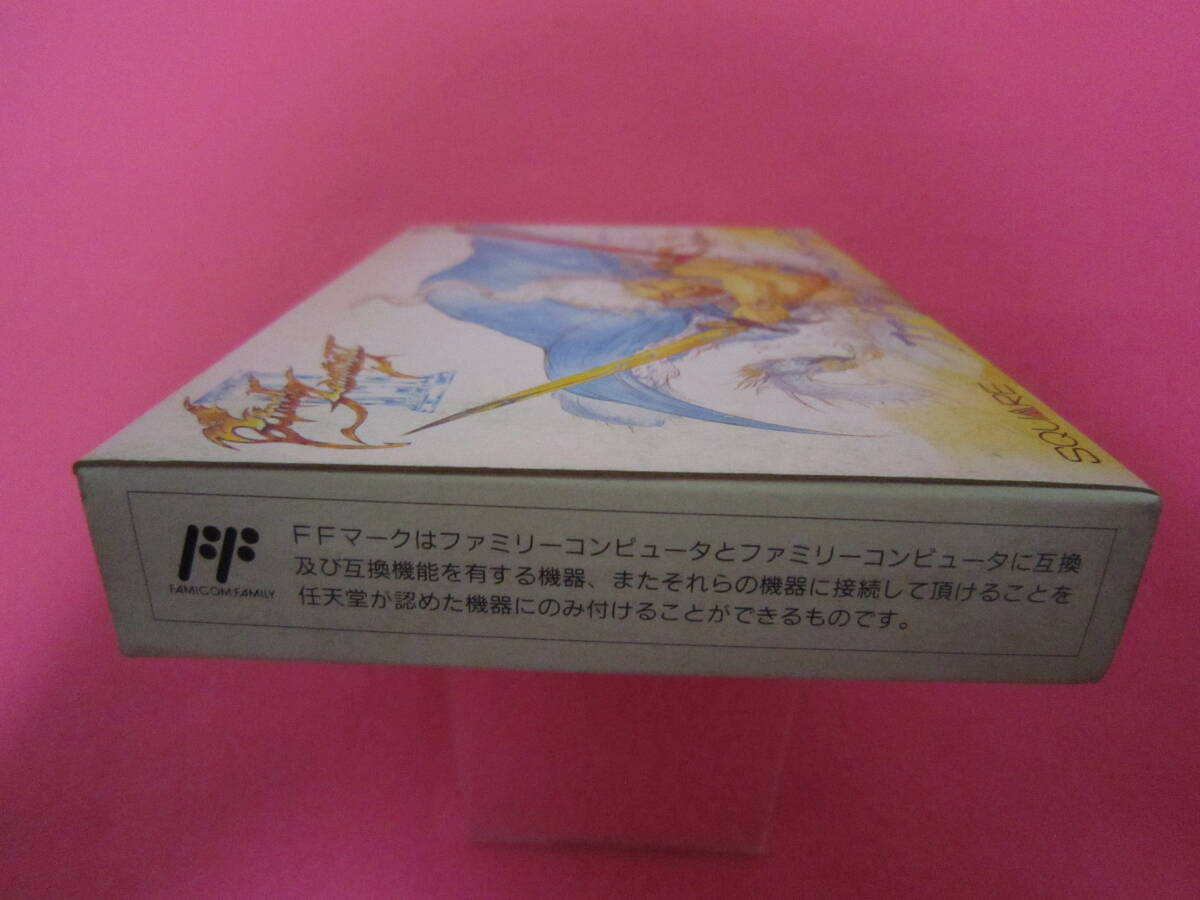 SQUARE
FINAL FANTASY III
FF
FAMICOM FAMILY
FFマークはファミリーコンピュータとファミリーコンピュータに互換
及び互換機能を有する機器、またそれらの機器に接続して頂けることを
任天堂が認めた機器にのみ付けることができるものです。